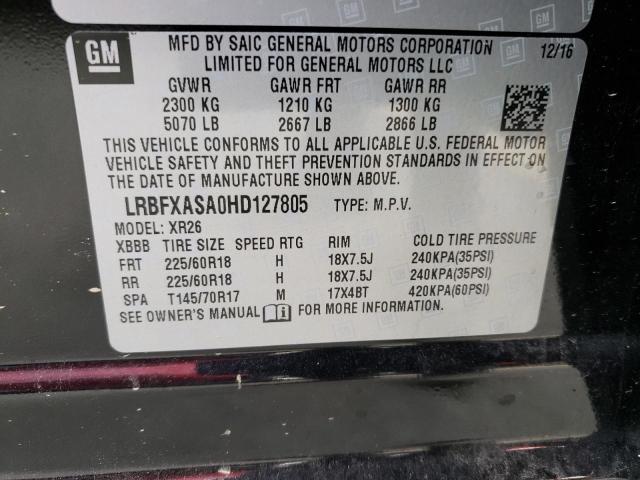 GM
MFD BY SAIC GENERAL MOTORS CORPORATION 12/16
LIMITED FOR GENERAL MOTORS LLC
GVWR GAWR FRT GAWR RR
2300 KG 1210 KG 1300 KG
5070 LB 2667 LB 2866 LB
THIS VEHICLE CONFORMS TO ALL APPLICABLE U.S. FEDERAL MOTOR
VEHICLE SAFETY AND THEFT PREVENTION STANDARDS IN EFFECT ON
THE DATE OF MANUFACTURE SHOWN ABOVE.
LRBFXASA0HD127805 TYPE: M.P.V.
MODEL: XR26
XBBB TIRE SIZE SPEED RTG RIM COLD TIRE PRESSURE
FRT 225/60R18 H 18X7.5J 240KPA(35PSI)
RR 225/60R18 H 18X7.5J 240KPA(35PSI)
SPA T145/70R17 M 17X4BT 420KPA(60PSI)
SEE OWNER'S MANUAL FOR MORE INFORMATION.